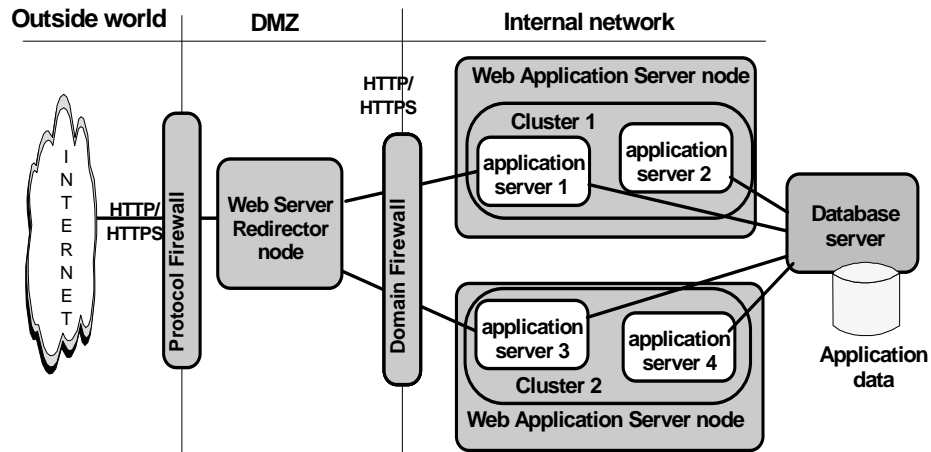 Outside world
DMZ
Internal network
HTTP/
HTTPS
Web Application Server node
Cluster 1
application
server 1
application
server 2
INTERNET
HTTP/
HTTPS
Protocol Firewall
Web Server
Redirector
node
Domain Firewall
Database
server
application
server 3
application
server 4
Cluster 2
Web Application Server node
Application
data